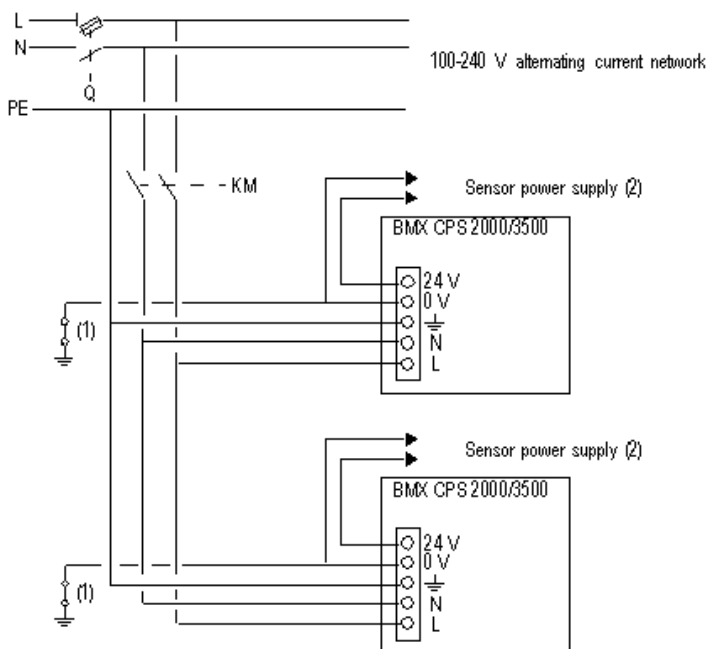 L
N
100-240 V alternating current network
Q
PE
KM
Sensor power supply (2)
BMX CPS 2000/3500
24 V
0 V
(1)
N
L
Sensor power supply (2)
BMX CPS 2000/3500
24 V
0 V
(1)
N
L